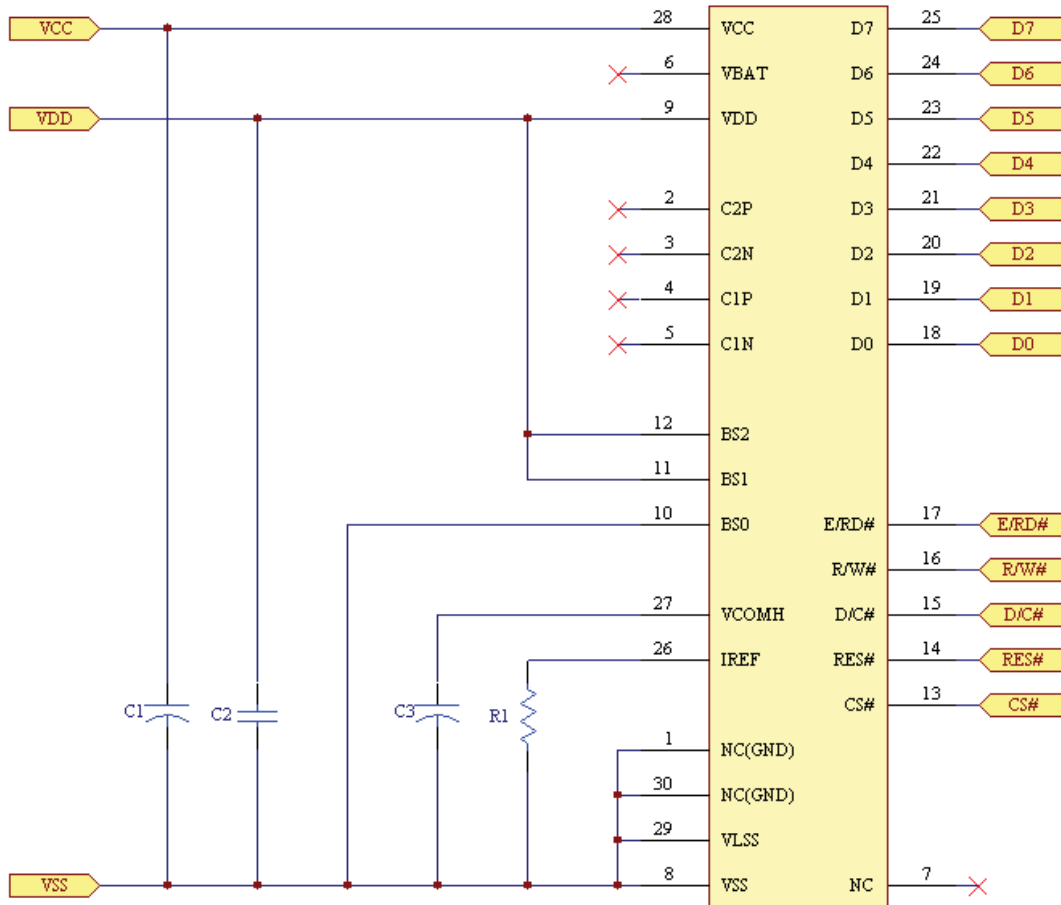 VCC 28 VCC D7 25 D7
6 VBAT D6 24 D6
VDD 9 VDD D5 23 D5
D4 22 D4
2 C2P D3 21 D3
3 C2N D2 20 D2
4 C1P D1 19 D1
5 C1N D0 18 D0
12 BS2
11 BS1
10 BS0 E/RD# 17 E/RD#
R/W# 16 R/W#
27 VCOMH D/C# 15 D/C#
26 IREF RES# 14 RES#
C1 C2 C3 R1 CS# 13 CS#
1 NC(GND)
30 NC(GND)
29 VLSS
VSS 8 VSS NC 7